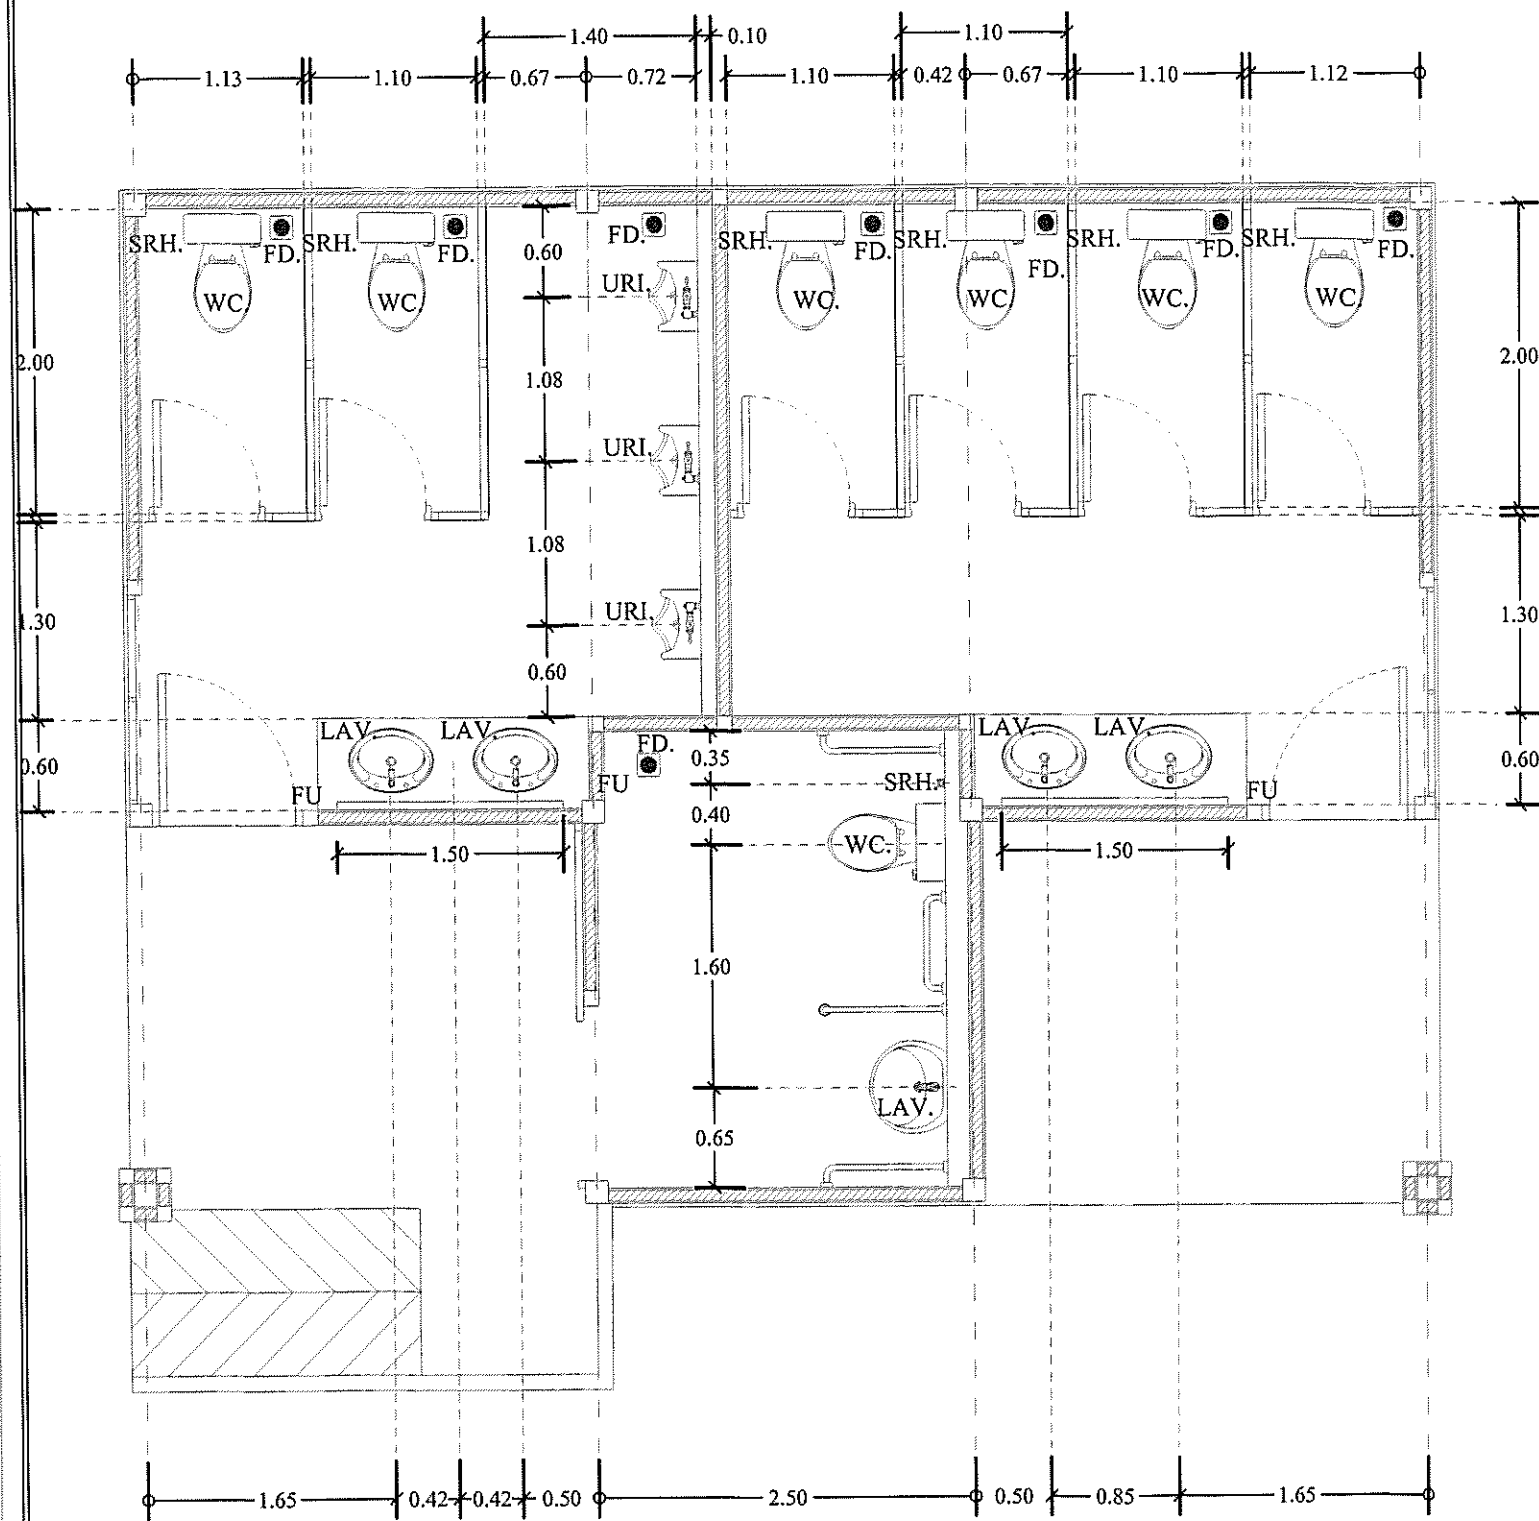 1.40 0.10 1.10
1.13 1.10 0.67 0.72 1.10 0.42 0.67 1.10 1.12
SRH. FD. SRH. FD. 0.60 FD. SRH. FD. SRH. FD. SRH. FD. SRH. FD.
WC. WC. URI. WC. WC. WC. WC.
2.00 1.08 2.00
URI.
1.08
1.30 URI. 1.30
0.60
LAV. LAV. FD. 0.35 LAV. LAV.
0.60 FU FU SRH. FU 0.60
0.40
1.50 WC. 1.50
1.60
LAV.
0.65
1.65 0.42 0.42 0.50 2.50 0.50 0.85 1.65